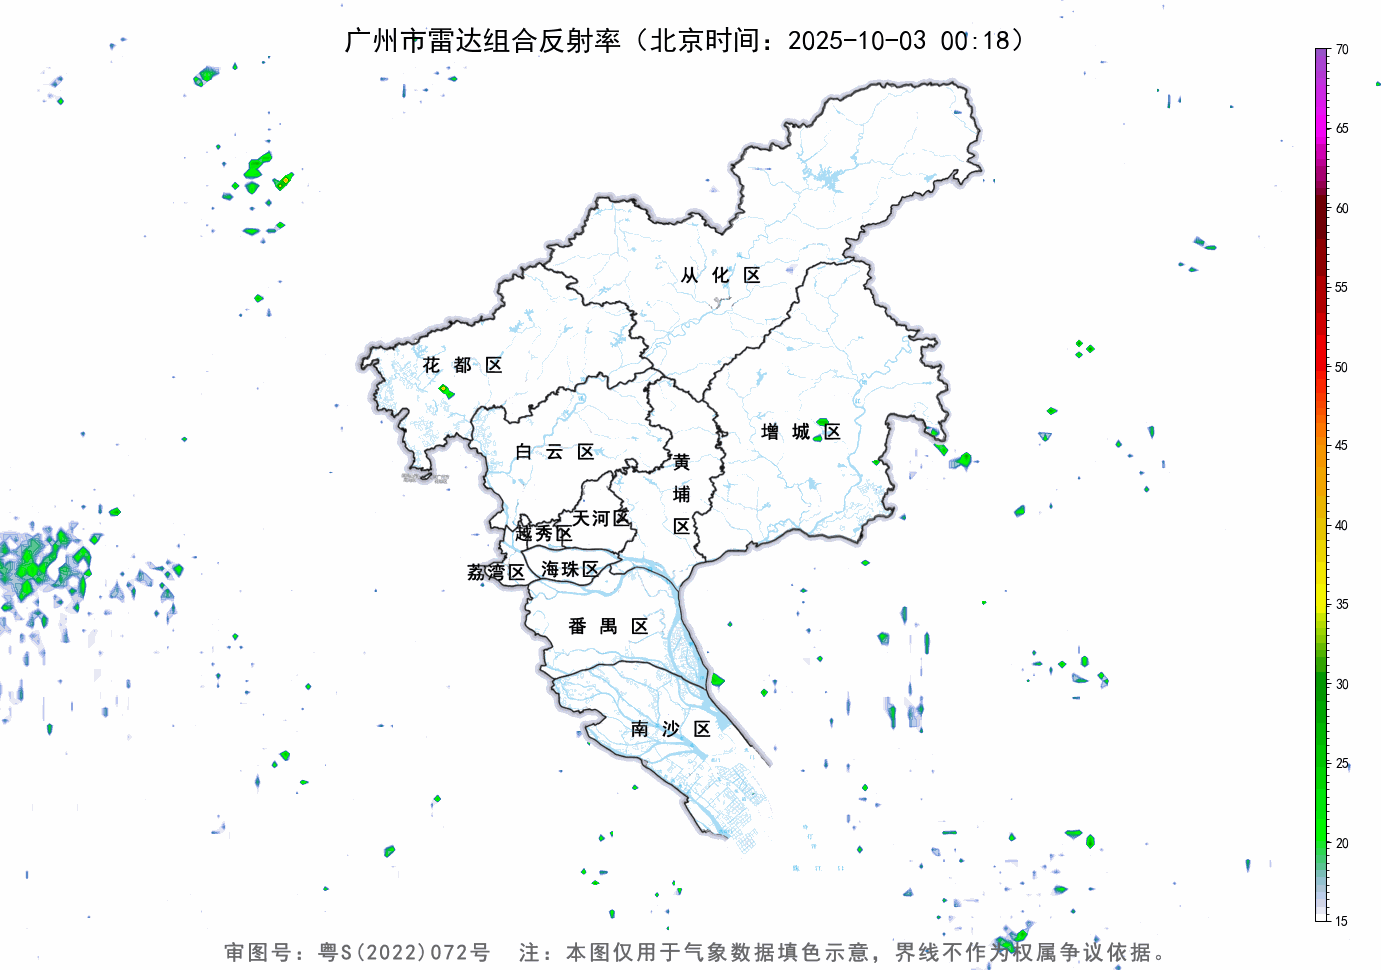 广州市雷达组合反射率（北京时间：2025-10-03 00:18）
70
65
60
55
50
45
40
35
30
25
20
15
从化区
花都区
增城区
白云区
黄埔区
天河区
越秀区
荔湾区
海珠区
番禺区
南沙区
审图号：粤S(2022)072号 注：本图仅用于气象数据填色示意，界线不作为权属争议依据。